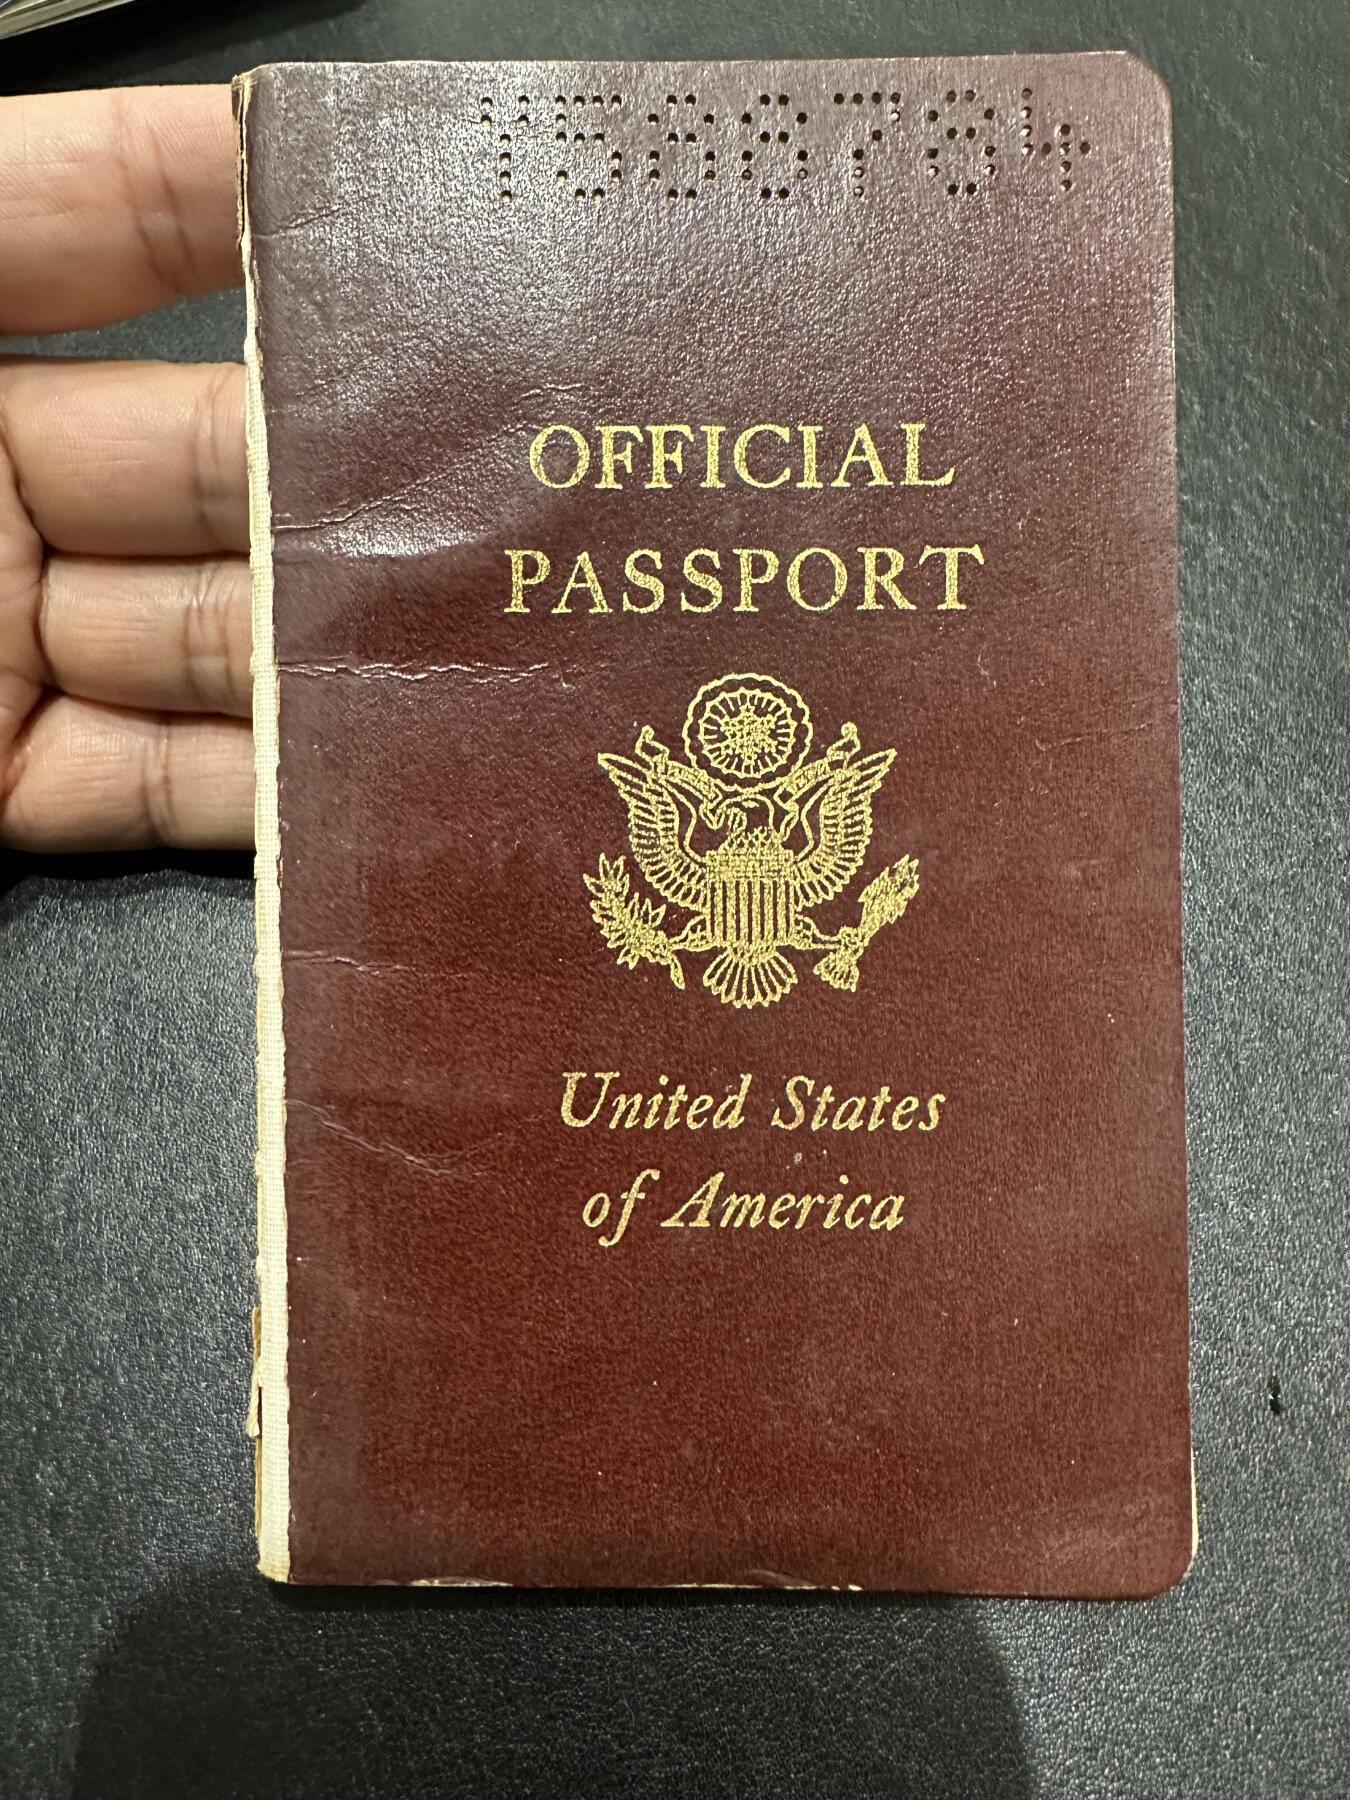 OFFICIAL
PASSPORT
United States
of America